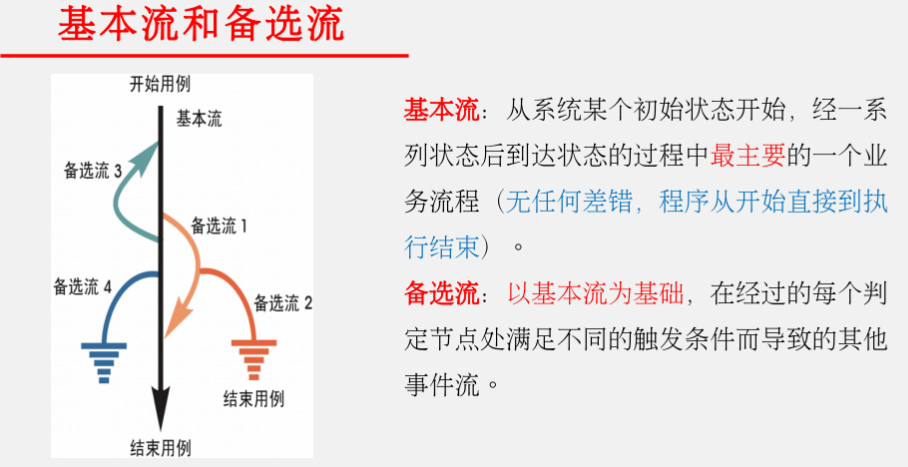 基本流和备选流
开始用例
基本流
备选流 3
备选流 1
备选流 4
备选流 2
结束用例
结束用例
基本流：从系统某个初始状态开始，经一系
列状态后到达状态的过程中最主要的一个业
务流程（无任何差错，程序从开始直接到执
行结束）。
备选流：以基本流为基础，在经过的每个判
定节点处满足不同的触发条件而导致的其他
事件流。